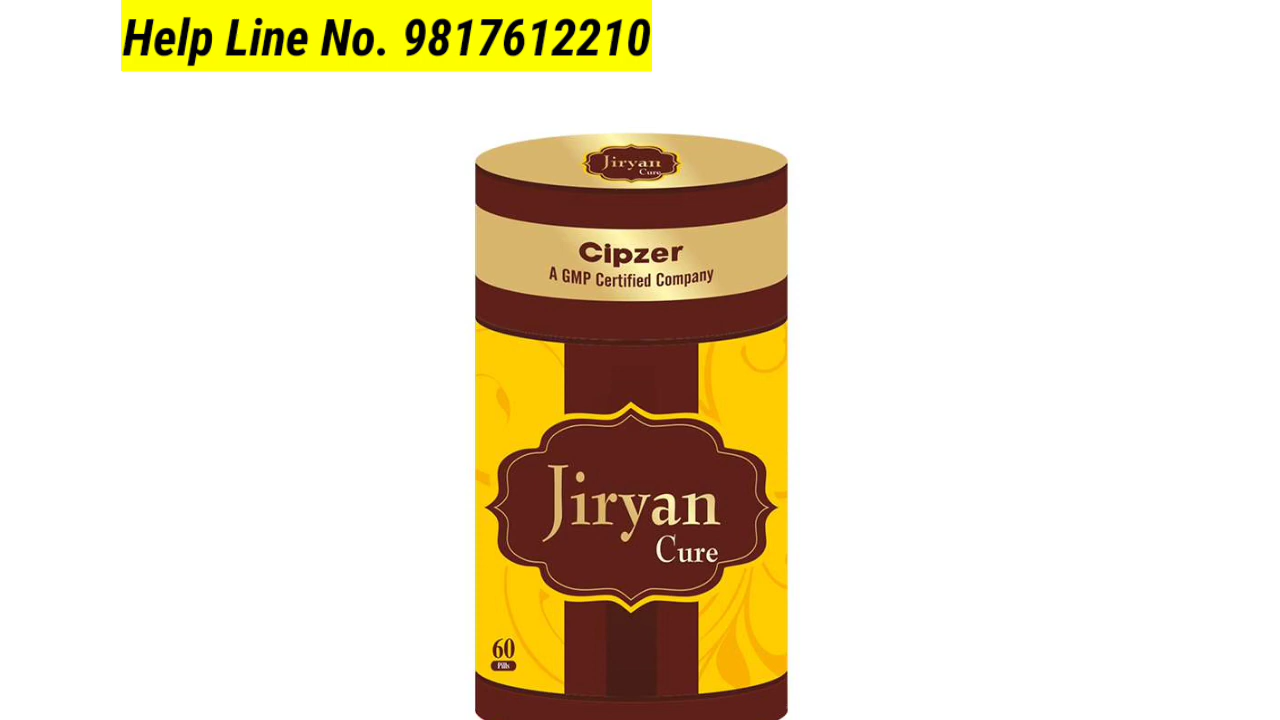 Help Line No. 9817612210
Jiryan
Cure
Cipzer
A GMP Certified Company
Jiryan
Cure
60
Pills